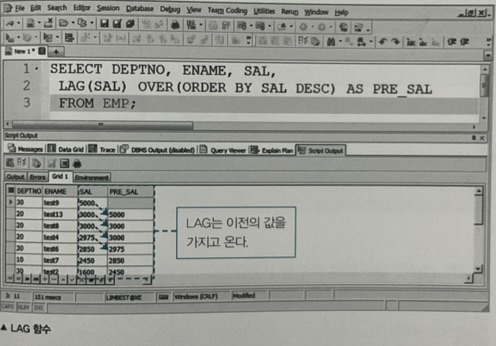 File Edit Search Editor Session Database Debug View Team Coding Utilities Rerun Window Help
New 1 *
1 SELECT DEPTNO, ENAME, SAL,
2 LAG(SAL) OVER(ORDER BY SAL DESC) AS PRE_SAL
3 FROM EMP;
Script Output
Messages Data Grid Trace DBMS Output (disabled) Query Viewer Explain Plan Script Output
Output Errors Grid 1 Environment
DEPTNO ENAME SAL PRE_SAL
30 test9 5000
20 test13 3000 5000
20 test8 3000 3000
20 test4 2975 3000
30 test6 2850 2975
10 test7 2450 2850
30 test2 1600 2450
LAG는 이전의 값을
가지고 온다.
3: 11 151 msecs LIMBEST@XE Windows (CRLF) Modified
CAPS NUM INS
▲ LAG 함수